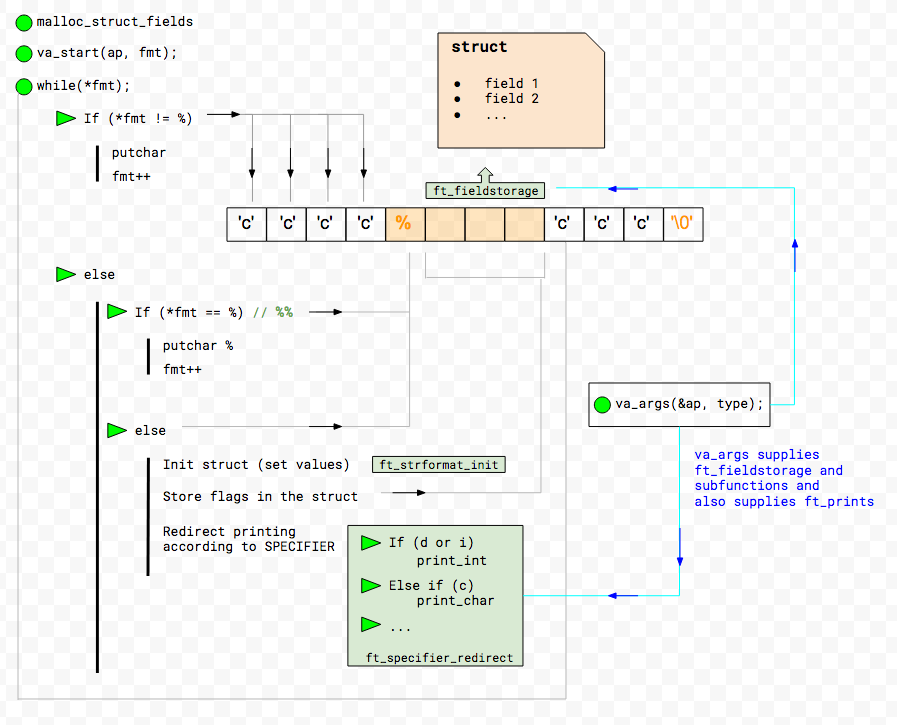 malloc_struct_fields
va_start(ap, fmt);
while(*fmt);
If (*fmt != %)
putchar
fmt++
struct
● field 1
● field 2
● ...
ft_fieldstorage
'c' 'c' 'c' 'c' % 'c' 'c' 'c' '\0'
else
If (*fmt == %) // %%
putchar %
fmt++
else
Init struct (set values)
ft_strformat_init
Store flags in the struct
Redirect printing
according to SPECIFIER
If (d or i)
print_int
Else if (c)
print_char
...
ft_specifier_redirect
va_args(&ap, type);
va_args supplies
ft_fieldstorage and
subfunctions and
also supplies ft_prints